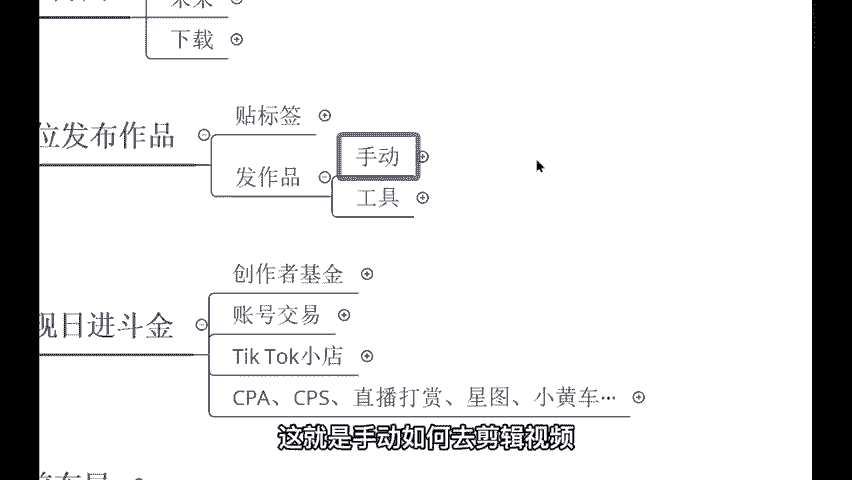 下载
贴标签
位发布作品
手动
发作品
工具
创作者基金
账号交易
现日进斗金
Tik Tok小店
CPA、CPS、直播打赏、星图、小黄车…
这就是手动如何去剪辑视频